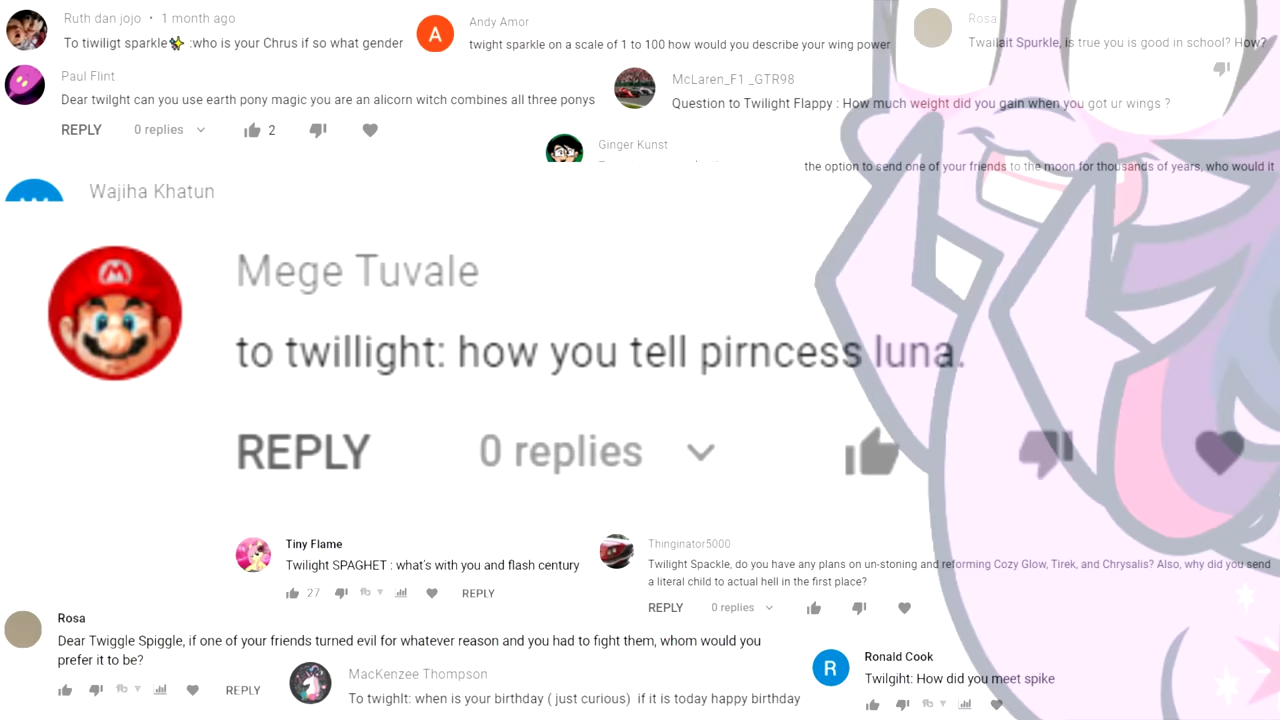 Ruth dan jojo • 1 month ago
To tiwiligt sparkle✨ :who is your Chrus if so what gender
A
Andy Amor
twight sparkle on a scale of 1 to 100 how would you describe your wing power
Rosa
Twailait Spurkle, is true you is good in school? How?
Paul Flint
Dear twilght can you use earth pony magic you are an alicorn witch combines all three ponys
REPLY 0 replies 2
McLaren_F1 _GTR98
Question to Twilight Flappy : How much weight did you gain when you got ur wings ?
Ginger Kunst
the option to send one of your friends to the moon for thousands of years, who would it
Wajiha Khatun
M
Mege Tuvale
to twillight: how you tell pirncess luna.
REPLY 0 replies
Tiny Flame
Twilight SPAGHET : what's with you and flash century
27 REPLY
Thinginator5000
Twilight Spackle, do you have any plans on un-stoning and reforming Cozy Glow, Tirek, and Chrysalis? Also, why did you send
a literal child to actual hell in the first place?
REPLY 0 replies
Rosa
Dear Twiggle Spiggle, if one of your friends turned evil for whatever reason and you had to fight them, whom would you
prefer it to be?
REPLY
MacKenzee Thompson
To twighlt: when is your birthday ( just curious) if it is today happy birthday
R
Ronald Cook
Twilgiht: How did you meet spike